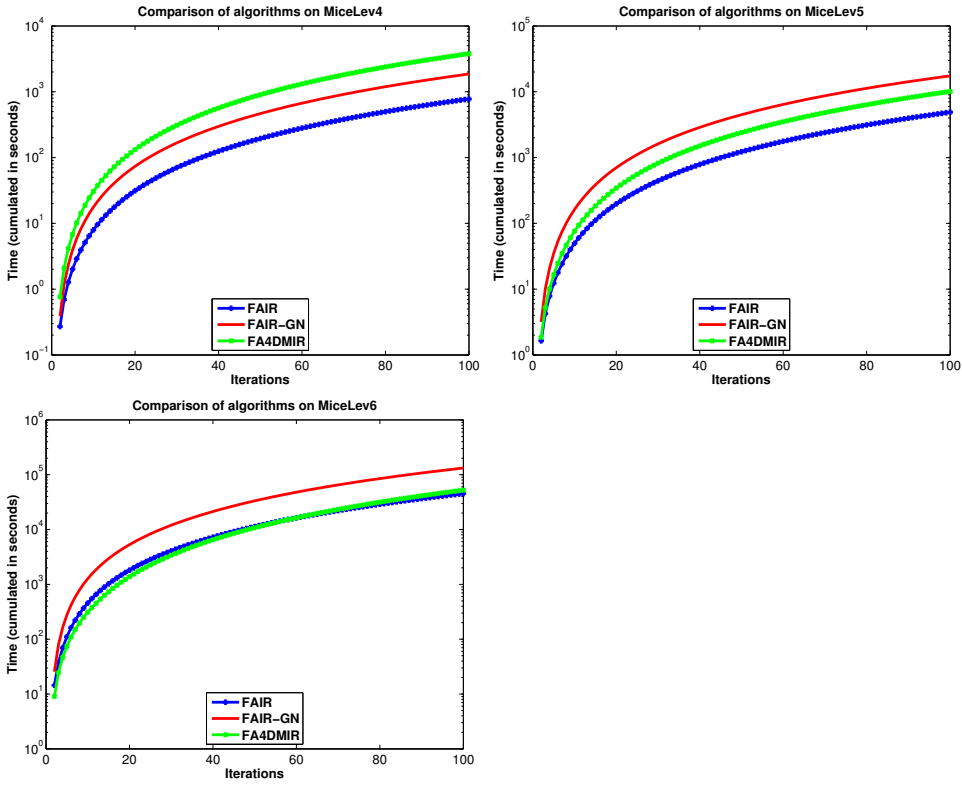 Comparison of algorithms on MiceLev4
Time (cumulated in seconds)
10^4
10^3
10^2
10^1
10^0
10^−1
0
20
40
60
80
100
Iterations
FAIR
FAIR−GN
FA4DMIR
Comparison of algorithms on MiceLev5
Time (cumulated in seconds)
10^5
10^4
10^3
10^2
10^1
10^0
0
20
40
60
80
100
Iterations
FAIR
FAIR−GN
FA4DMIR
Comparison of algorithms on MiceLev6
Time (cumulated in seconds)
10^6
10^5
10^4
10^3
10^2
10^1
10^0
0
20
40
60
80
100
Iterations
FAIR
FAIR−GN
FA4DMIR